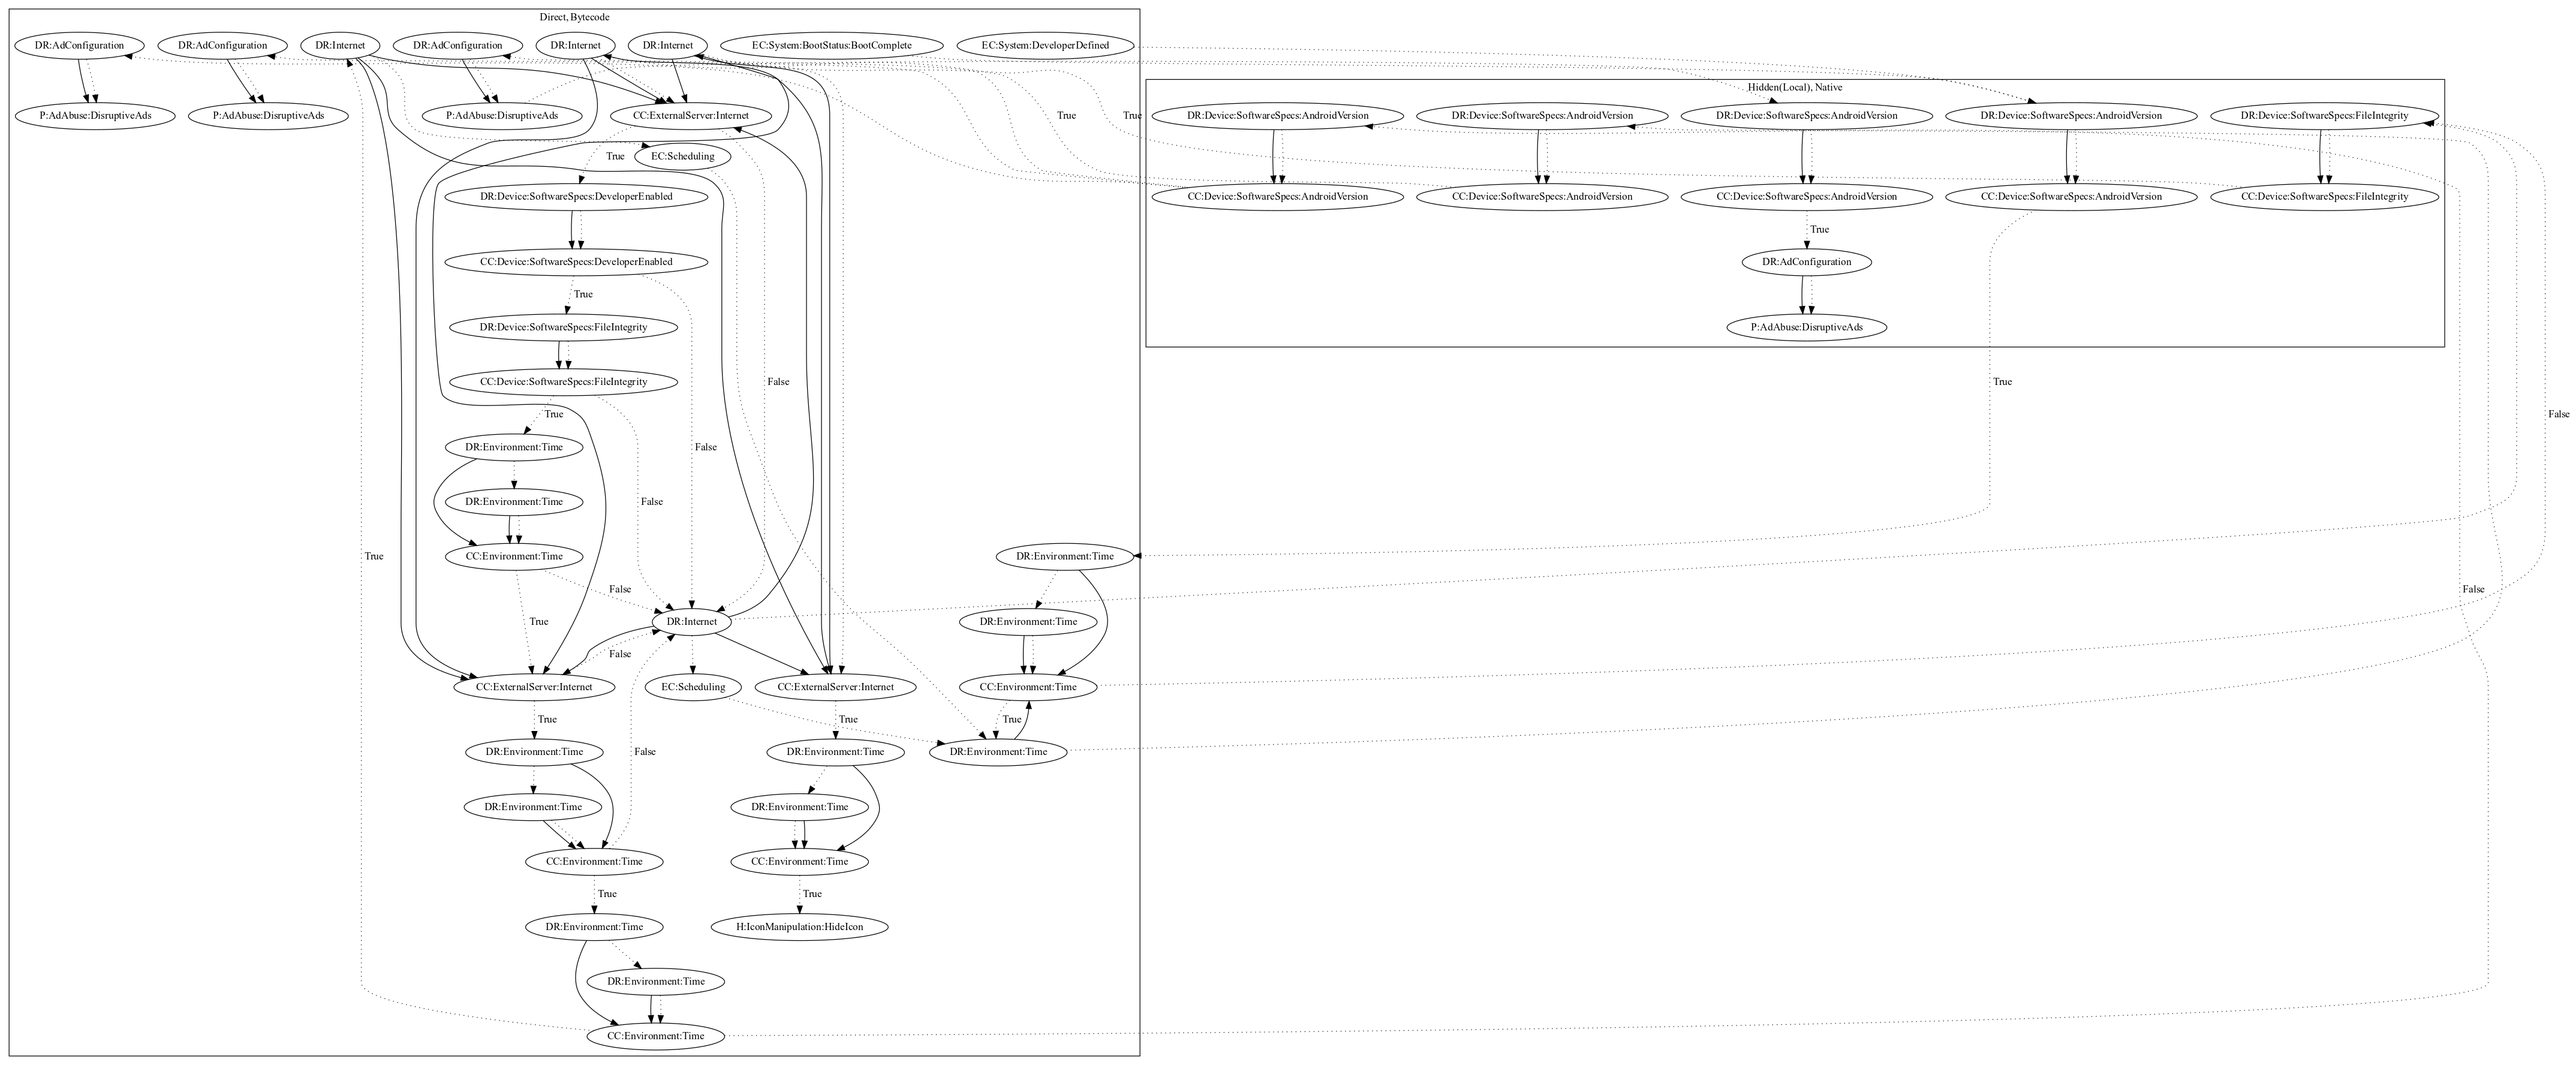 Direct, Bytecode
DR:AdConfiguration
DR:AdConfiguration
DR:Internet
DR:AdConfiguration
DR:Internet
DR:Internet
EC:System:BootStatus:BootComplete
EC:System:DeveloperDefined
Hidden(Local), Native
P:AdAbuse:DisruptiveAds
P:AdAbuse:DisruptiveAds
P:AdAbuse:DisruptiveAds
CC:ExternalServer:Internet
True
True
DR:Device:SoftwareSpecs:AndroidVersion
DR:Device:SoftwareSpecs:AndroidVersion
DR:Device:SoftwareSpecs:AndroidVersion
DR:Device:SoftwareSpecs:AndroidVersion
DR:Device:SoftwareSpecs:FileIntegrity
True
EC:Scheduling
DR:Device:SoftwareSpecs:DeveloperEnabled
CC:Device:SoftwareSpecs:AndroidVersion
CC:Device:SoftwareSpecs:AndroidVersion
CC:Device:SoftwareSpecs:AndroidVersion
CC:Device:SoftwareSpecs:AndroidVersion
CC:Device:SoftwareSpecs:FileIntegrity
True
CC:Device:SoftwareSpecs:DeveloperEnabled
DR:AdConfiguration
True
DR:Device:SoftwareSpecs:FileIntegrity
P:AdAbuse:DisruptiveAds
CC:Device:SoftwareSpecs:FileIntegrity
False
True
True
False
DR:Environment:Time
False
DR:Environment:Time
False
CC:Environment:Time
True
DR:Environment:Time
False
False
True
DR:Internet
DR:Environment:Time
False
CC:ExternalServer:Internet
EC:Scheduling
CC:ExternalServer:Internet
CC:Environment:Time
True
True
True
DR:Environment:Time
False
DR:Environment:Time
DR:Environment:Time
DR:Environment:Time
DR:Environment:Time
CC:Environment:Time
CC:Environment:Time
True
True
DR:Environment:Time
H:IconManipulation:HideIcon
DR:Environment:Time
CC:Environment:Time